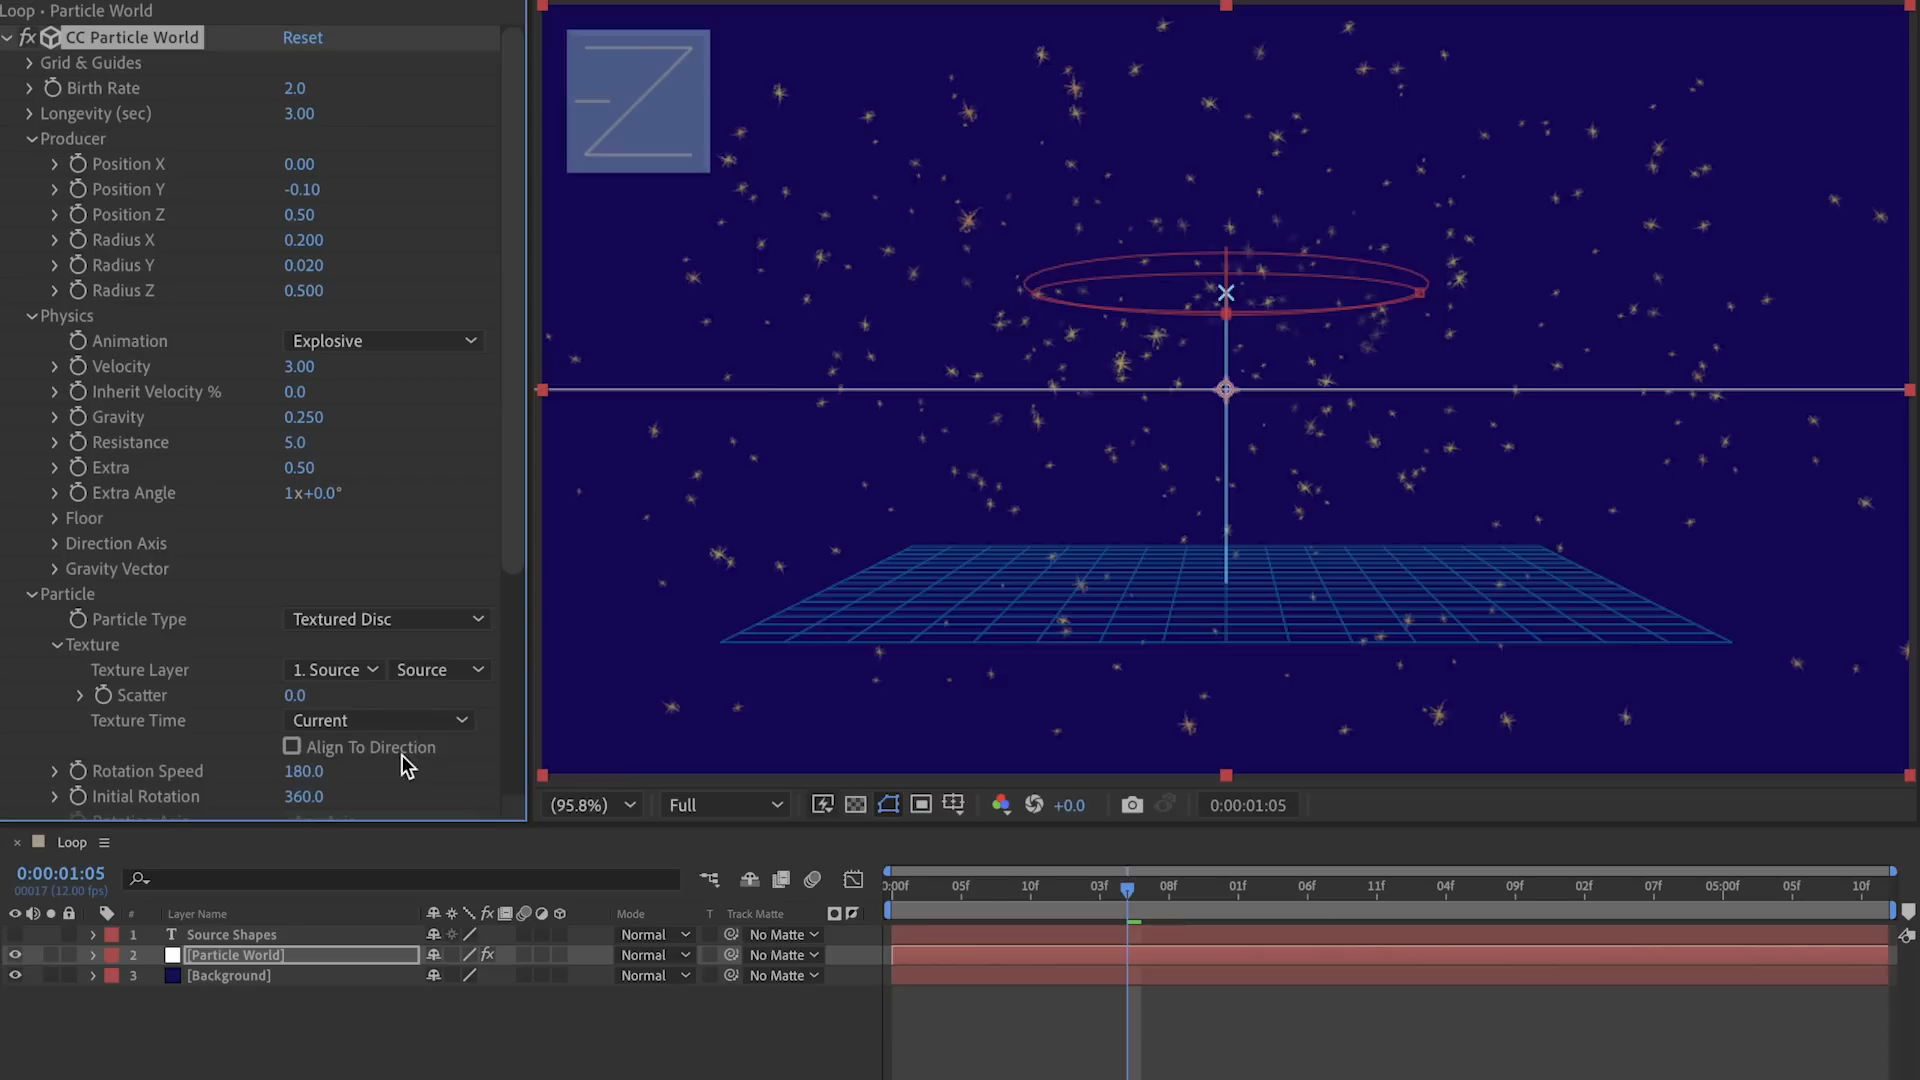 Loop • Particle World
fx CC Particle World Reset
Grid & Guides
Birth Rate 2.0
Longevity (sec) 3.00
Producer
Position X 0.00
Position Y -0.10
Position Z 0.50
Radius X 0.200
Radius Y 0.020
Radius Z 0.500
Physics
Animation Explosive
Velocity 3.00
Inherit Velocity % 0.0
Gravity 0.250
Resistance 5.0
Extra 0.50
Extra Angle 1x+0.0°
Floor
Direction Axis
Gravity Vector
Particle
Particle Type Textured Disc
Texture
Texture Layer 1. Source Source
Scatter 0.0
Texture Time Current
Align To Direction
Rotation Speed 180.0
Initial Rotation 360.0
-Z
(95.8%) Full +0.0 0:00:01:05
× Loop
0:00:01:05
00017 (12.00 fps)
:00f 05f 10f 03f 08f 01f 06f 11f 04f 09f 02f 07f 05:00f 05f 10f
# Layer Name fx Mode T Track Matte
1 T Source Shapes Normal No Matte
2 [Particle World] fx Normal No Matte
3 [Background] Normal No Matte